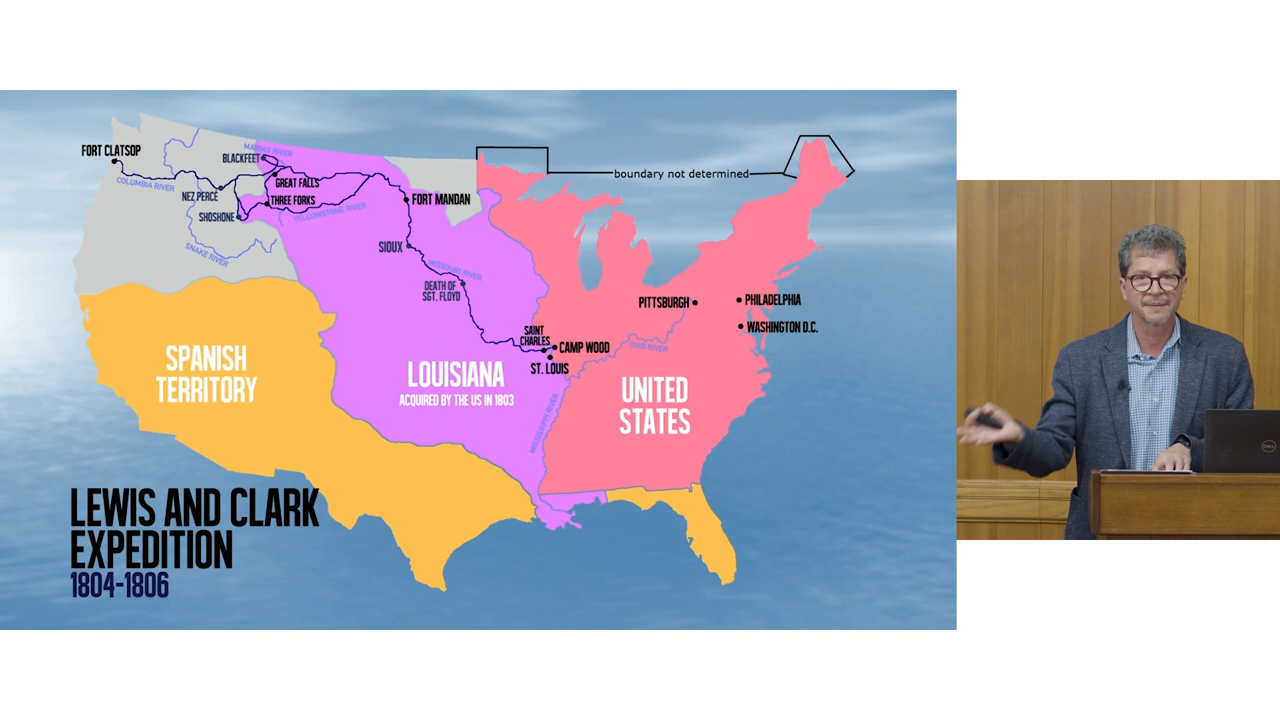 FORT CLATSOP
COLUMBIA RIVER
NEZ PERCE
MARIAS RIVER
BLACKFEET
GREAT FALLS
THREE FORKS
SHOSHONE
YELLOWSTONE RIVER
SNAKE RIVER
FORT MANDAN
SIOUX
MISSOURI RIVER
DEATH OF
SGT. FLOYD
boundary not determined
PITTSBURGH
PHILADELPHIA
WASHINGTON D.C.
OHIO RIVER
SAINT
CHARLES
CAMP WOOD
ST. LOUIS
SPANISH
TERRITORY
LOUISIANA
ACQUIRED BY THE US IN 1803
MISSISSIPPI RIVER
UNITED
STATES
LEWIS AND CLARK
EXPEDITION
1804-1806
DELL